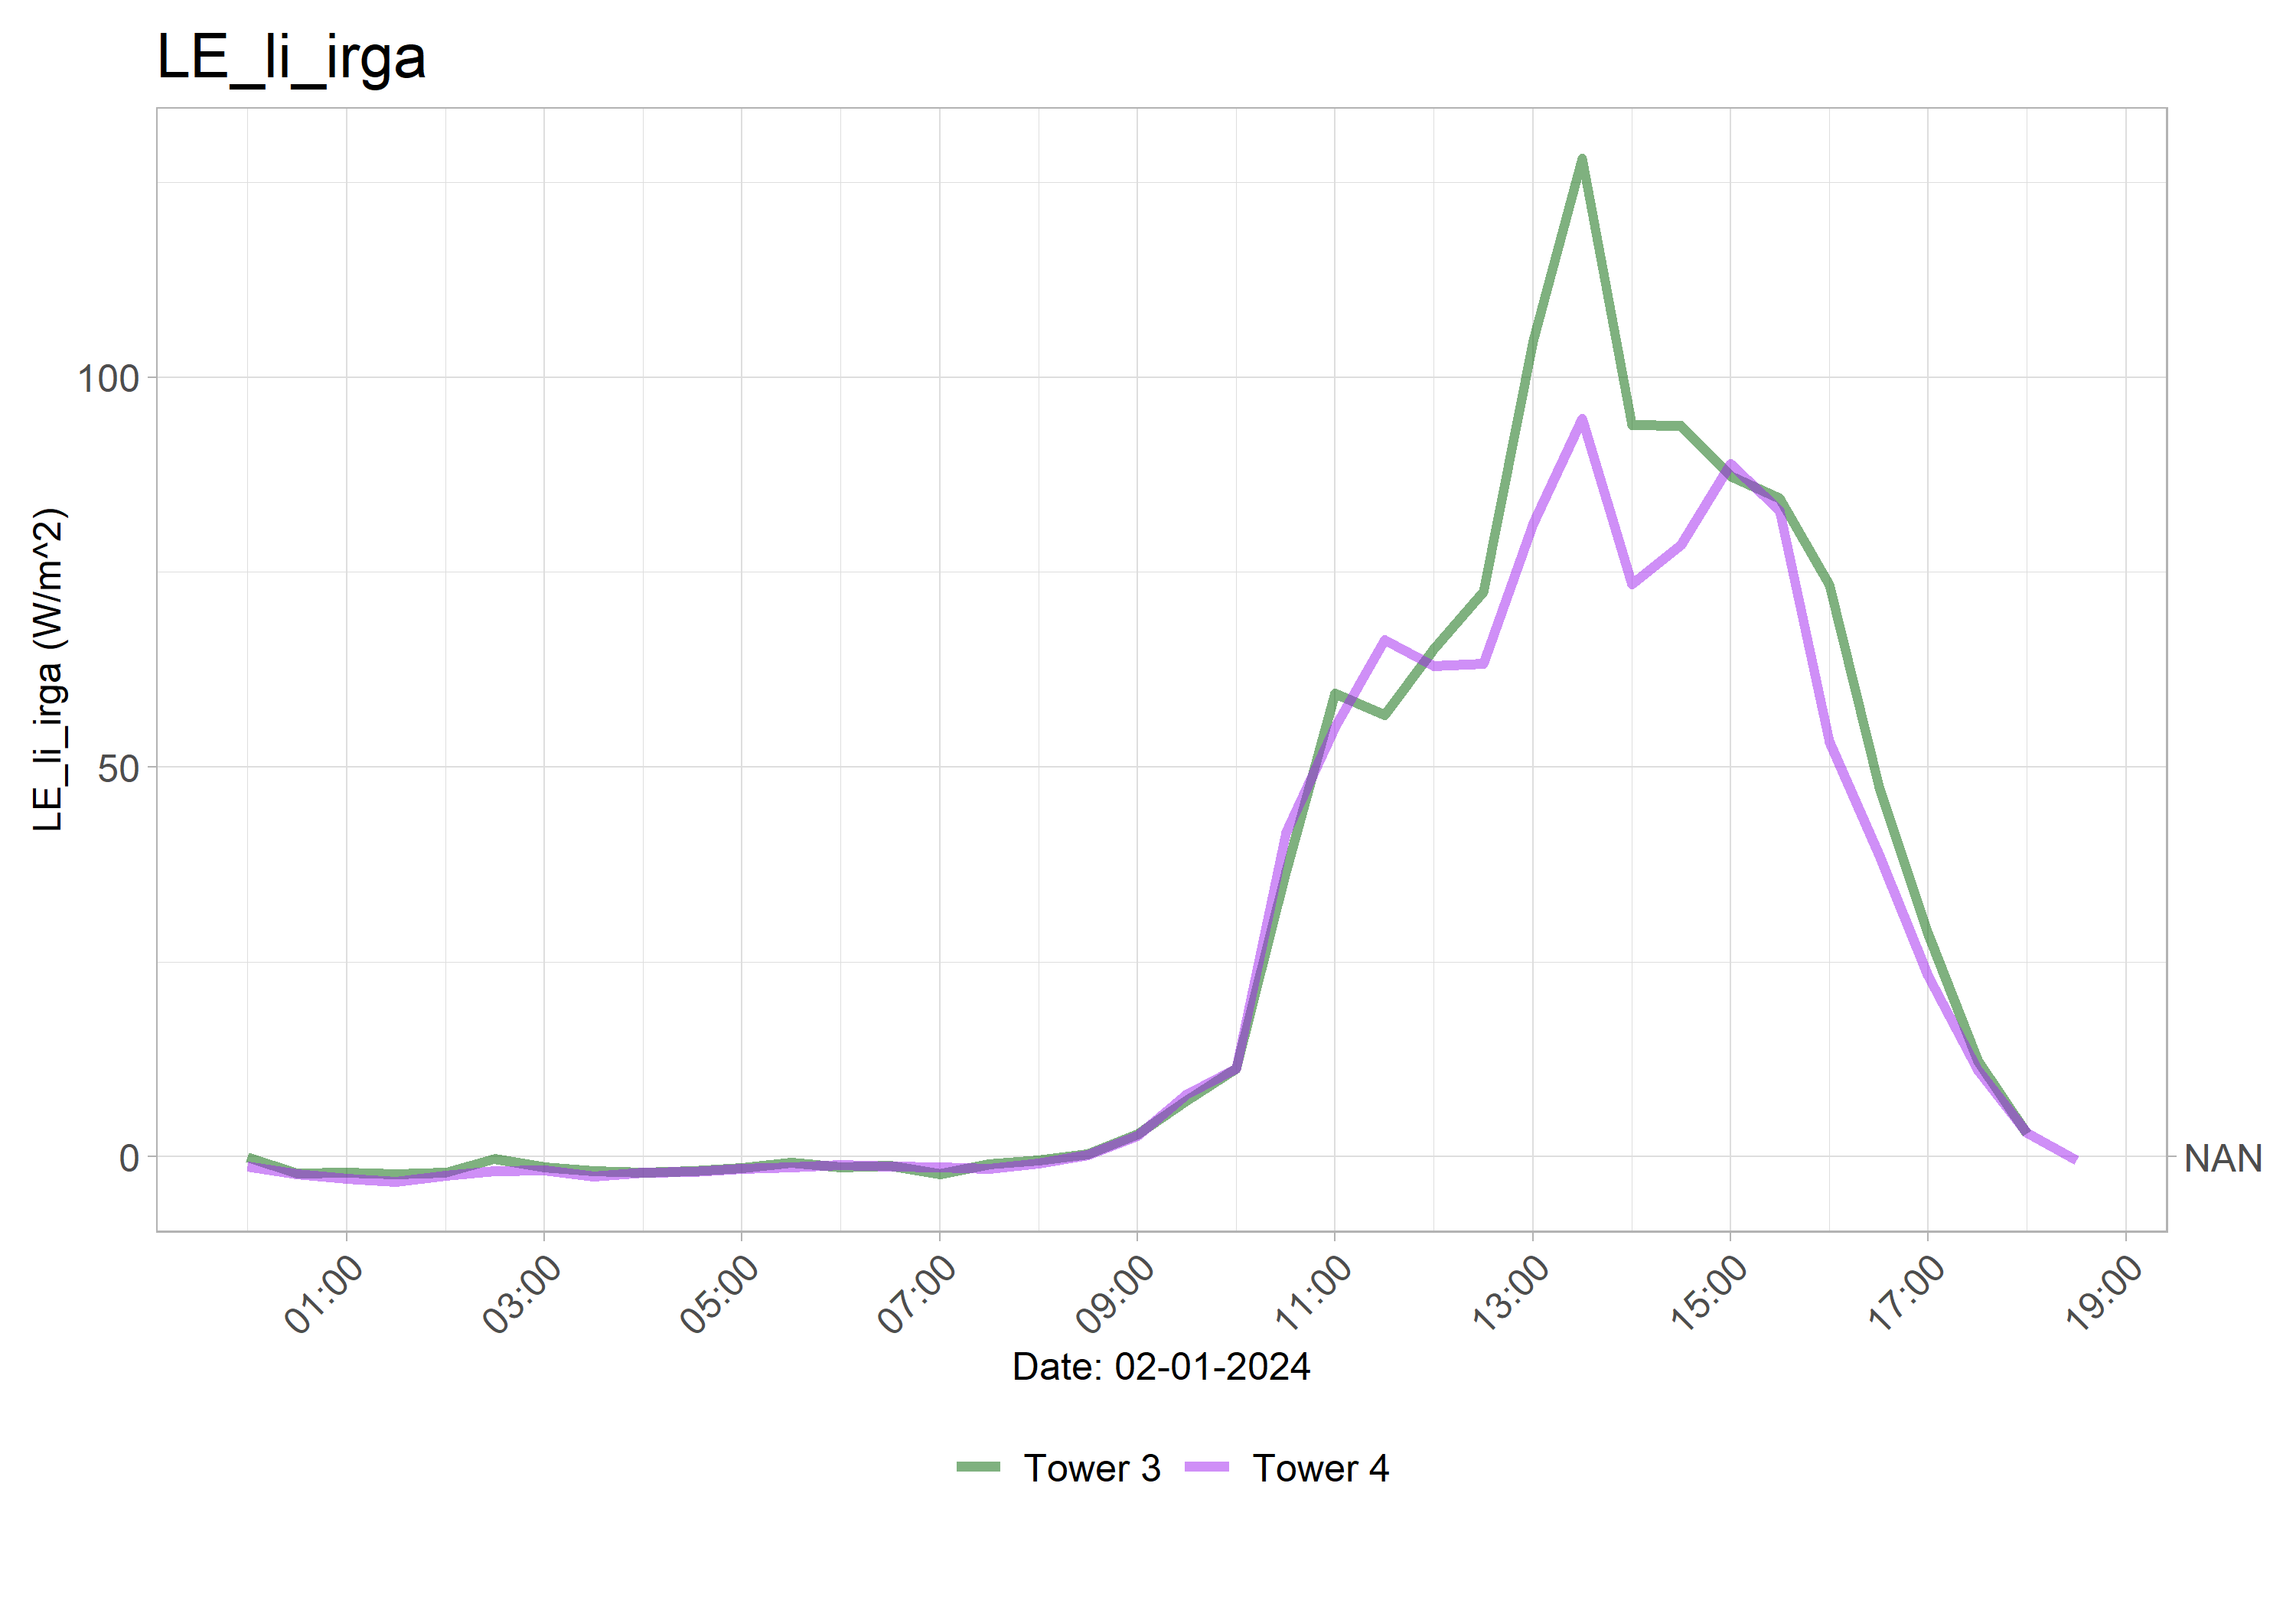 LE_li_irga
LE_li_irga (W/m^2)
100
50
0
NAN
01:00
03:00
05:00
07:00
09:00
11:00
13:00
15:00
17:00
19:00
Date: 02-01-2024
Tower 3
Tower 4